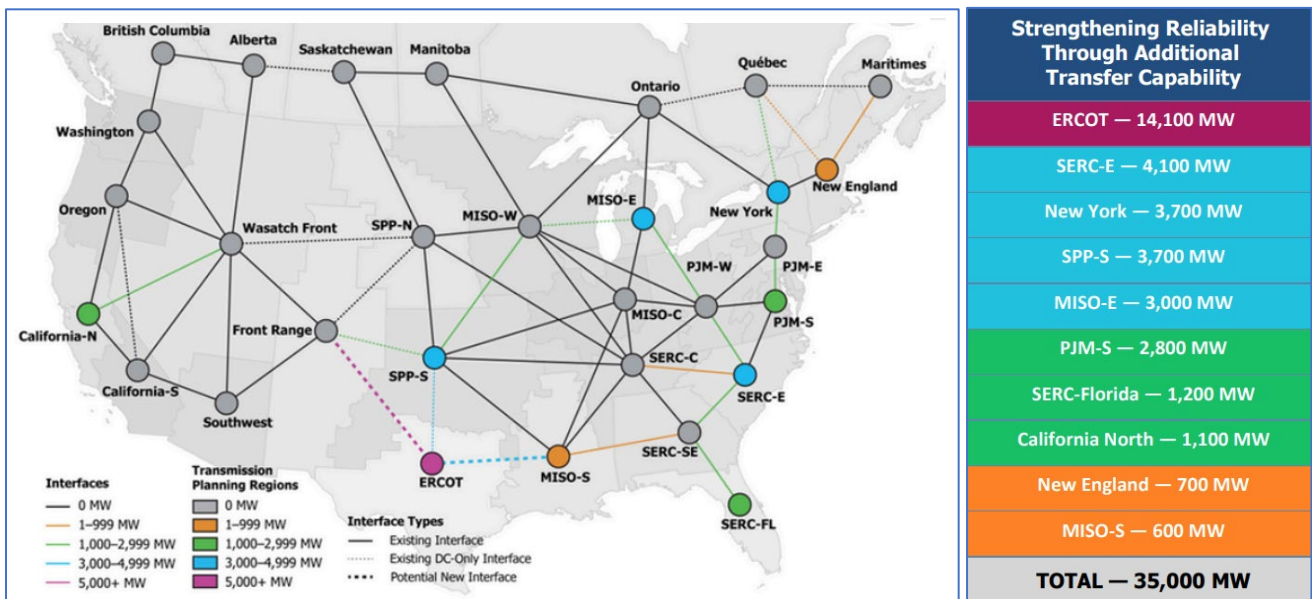 British Columbia
Alberta
Saskatchewan
Manitoba
Ontario
Québec
Maritimes
Washington
Oregon
Wasatch Front
SPP-N
MISO-W
MISO-E
New York
New England
PJM-W
PJM-E
California-N
Front Range
MISO-C
PJM-S
California-S
SPP-S
SERC-C
SERC-E
Southwest
ERCOT
MISO-S
SERC-SE
SERC-FL
Interfaces
0 MW
1–999 MW
1,000–2,999 MW
3,000–4,999 MW
5,000+ MW
Transmission
Planning Regions
0 MW
1–999 MW
1,000–2,999 MW
3,000–4,999 MW
5,000+ MW
Interface Types
Existing Interface
Existing DC-Only Interface
Potential New Interface
Strengthening Reliability
Through Additional
Transfer Capability
ERCOT — 14,100 MW
SERC-E — 4,100 MW
New York — 3,700 MW
SPP-S — 3,700 MW
MISO-E — 3,000 MW
PJM-S — 2,800 MW
SERC-Florida — 1,200 MW
California North — 1,100 MW
New England — 700 MW
MISO-S — 600 MW
TOTAL — 35,000 MW